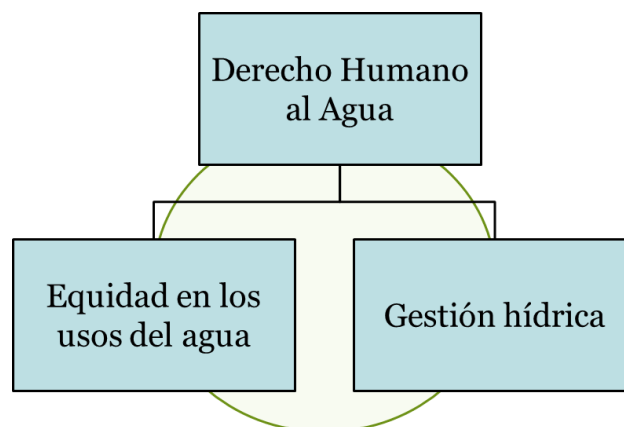 Derecho Humano
al Agua
Equidad en los
usos del agua
Gestión hídrica